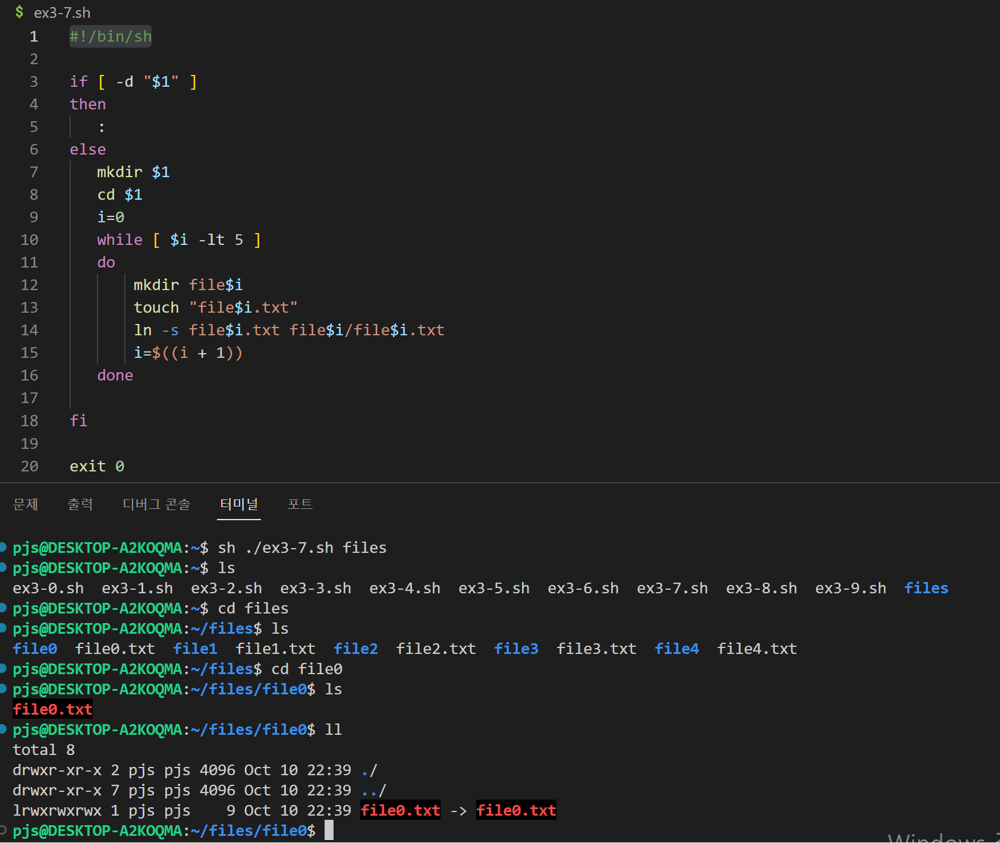 $ ex3-7.sh
1 #!/bin/sh
2
3 if [ -d "$1" ]
4 then
5 :
6 else
7 mkdir $1
8 cd $1
9 i=0
10 while [ $i -lt 5 ]
11 do
12 mkdir file$i
13 touch "file$i.txt"
14 ln -s file$i.txt file$i/file$i.txt
15 i=$((i + 1))
16 done
17
18 fi
19
20 exit 0
문제 출력 디버그 콘솔 터미널 포트
pjs@DESKTOP-A2KOQMA:~$ sh ./ex3-7.sh files
pjs@DESKTOP-A2KOQMA:~$ ls
ex3-0.sh ex3-1.sh ex3-2.sh ex3-3.sh ex3-4.sh ex3-5.sh ex3-6.sh ex3-7.sh ex3-8.sh ex3-9.sh files
pjs@DESKTOP-A2KOQMA:~$ cd files
pjs@DESKTOP-A2KOQMA:~/files$ ls
file0 file0.txt file1 file1.txt file2 file2.txt file3 file3.txt file4 file4.txt
pjs@DESKTOP-A2KOQMA:~/files$ cd file0
pjs@DESKTOP-A2KOQMA:~/files/file0$ ls
file0.txt
pjs@DESKTOP-A2KOQMA:~/files/file0$ ll
total 8
drwxr-xr-x 2 pjs pjs 4096 Oct 10 22:39 ./
drwxr-xr-x 7 pjs pjs 4096 Oct 10 22:39 ../
lrwxrwxrwx 1 pjs pjs 9 Oct 10 22:39 file0.txt -> file0.txt
pjs@DESKTOP-A2KOQMA:~/files/file0$
Windows